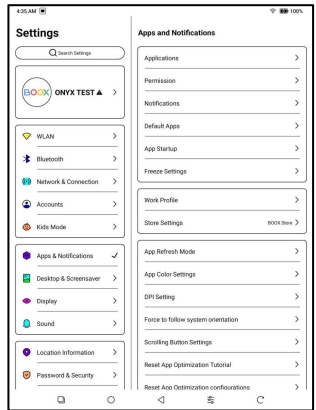 4:35 AM
100%
Settings
Search Settings
BOOX
ONYX TEST
WLAN
Bluetooth
Network & Connection
Accounts
Kids Mode
Apps & Notifications
Desktop & Screensaver
Display
Sound
Location Information
Password & Security
Apps and Notifications
Applications
Permission
Notifications
Default Apps
App Startup
Freeze Settings
Work Profile
Store Settings BOOX Store
App Refresh Mode
App Color Settings
DPI Setting
Force to follow system orientation
Scrolling Button Settings
Reset App Optimization Tutorial
Reset App Optimization configurations